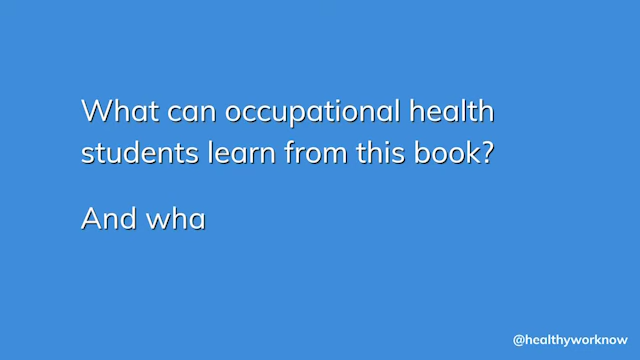 What can occupational health
students learn from this book?
And wha
@healthyworknow